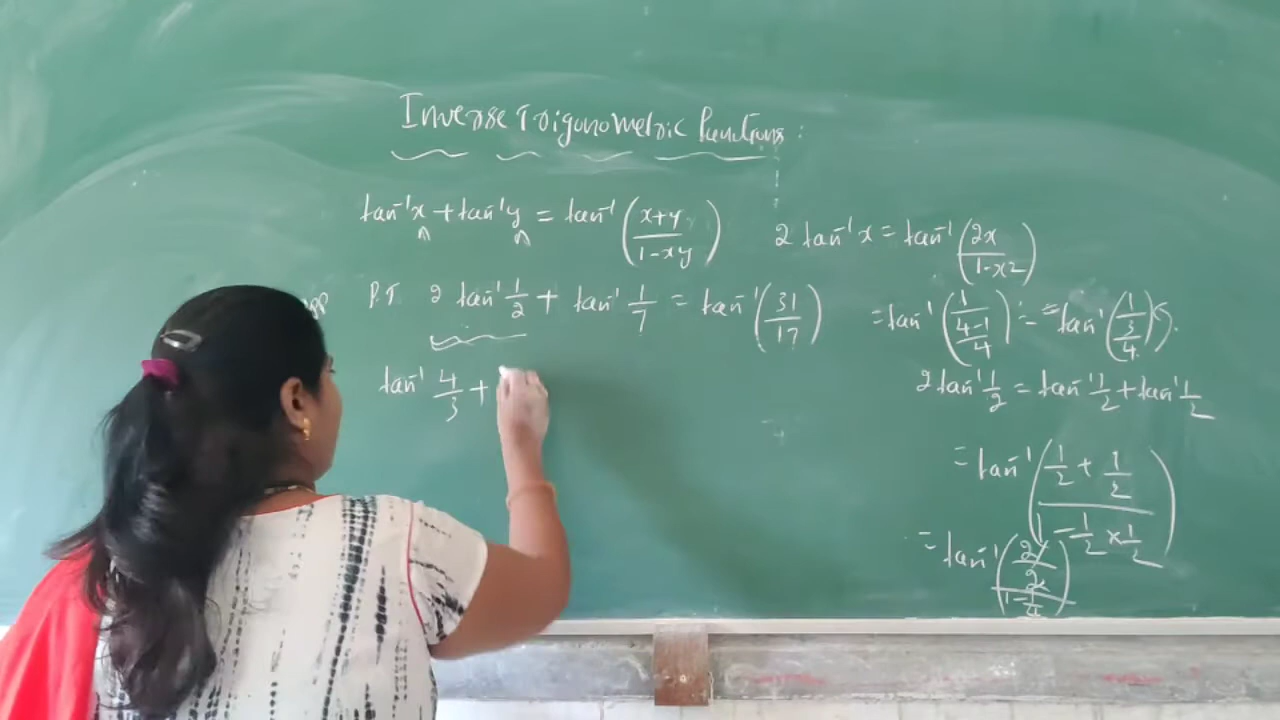 Inverse Trigonometric Functions :
tan⁻¹x + tan⁻¹y = tan⁻¹((x+y)/(1-xy))
2 tan⁻¹x = tan⁻¹(2x/(1-x2))
P.T. 2 tan⁻¹ 1/2 + tan⁻¹ 1/7 = tan⁻¹(31/17)
= tan⁻¹(1/((4-1)/4)) = tan⁻¹(1/(3/4))
tan⁻¹ 4/3 +
2 tan⁻¹ 1/2 = tan⁻¹ 1/2 + tan⁻¹ 1/2
= tan⁻¹((1/2 + 1/2)/(1 - 1/2 × 1/2))
= tan⁻¹((2/2)/(1 - 1/4))